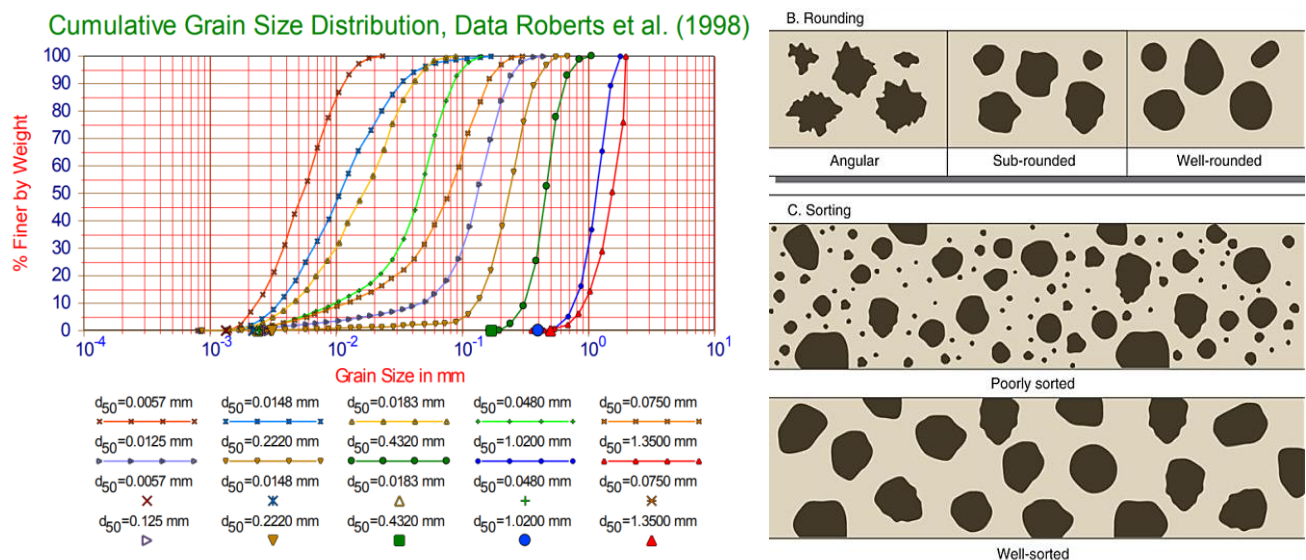 Cumulative Grain Size Distribution, Data Roberts et al. (1998)
100
90
80
70
60
50
40
30
20
10
0
% Finer by Weight
10-4
10-3
10-2
10-1
100
101
Grain Size in mm
d50=0.0057 mm
d50=0.0148 mm
d50=0.0183 mm
d50=0.0480 mm
d50=0.0750 mm
d50=0.0125 mm
d50=0.2220 mm
d50=0.4320 mm
d50=1.0200 mm
d50=1.3500 mm
d50=0.0057 mm
d50=0.0148 mm
d50=0.0183 mm
d50=0.0480 mm
d50=0.0750 mm
d50=0.125 mm
d50=0.2220 mm
d50=0.4320 mm
d50=1.0200 mm
d50=1.3500 mm
B. Rounding
Angular
Sub-rounded
Well-rounded
C. Sorting
Poorly sorted
Well-sorted